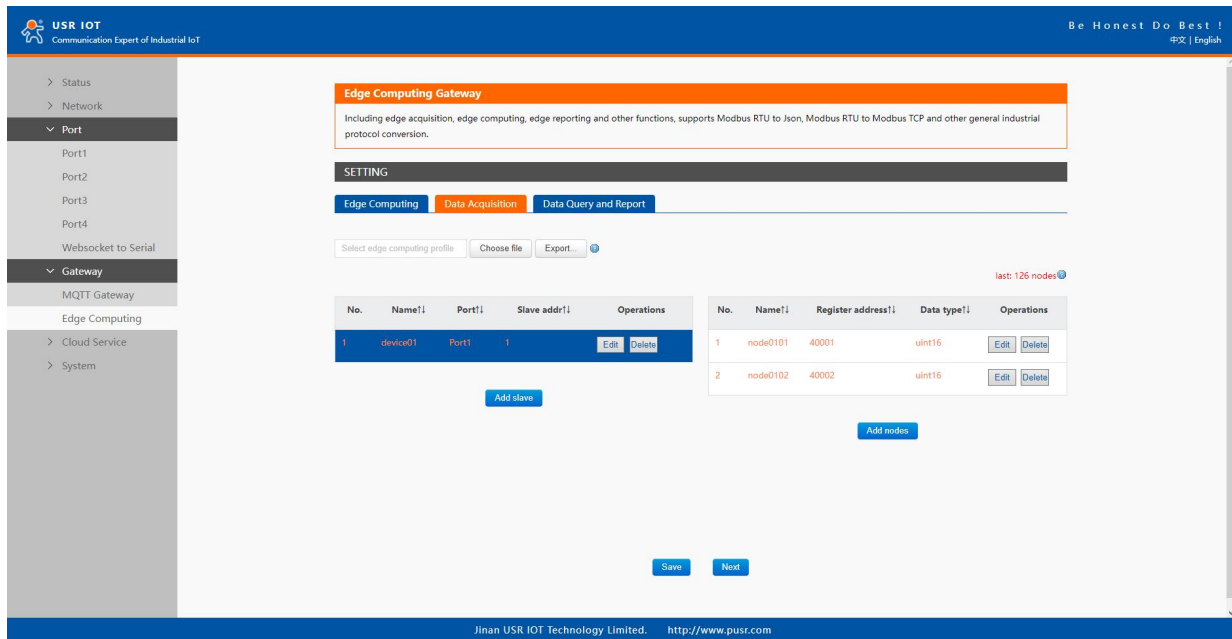 USR IOT
Communication Expert of Industrial IoT
Be Honest Do Best !
中文 | English
Status
Network
Port
Port1
Port2
Port3
Port4
Websocket to Serial
Gateway
MQTT Gateway
Edge Computing
Cloud Service
System
Edge Computing Gateway
Including edge acquisition, edge computing, edge reporting and other functions, supports Modbus RTU to Json, Modbus RTU to Modbus TCP and other general industrial
protocol conversion.
SETTING
Edge Computing Data Acquisition Data Query and Report
Select edge computing profile Choose file Export...
last: 126 nodes
No. Name↑↓ Port↑↓ Slave addr↑↓ Operations
1 device01 Port1 1 Edit Delete
Add slave
No. Name↑↓ Register address↑↓ Data type↑↓ Operations
1 node0101 40001 uint16 Edit Delete
2 node0102 40002 uint16 Edit Delete
Add nodes
Save Next
Jinan USR IOT Technology Limited. http://www.pusr.com